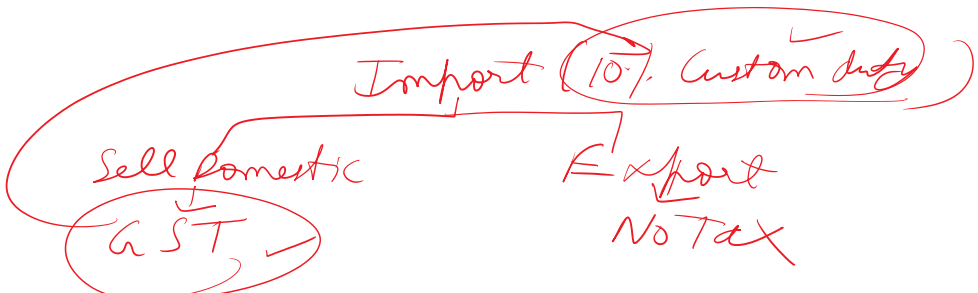 Import (10% Custom duty)
Sell Domestic Export
GST No Tax